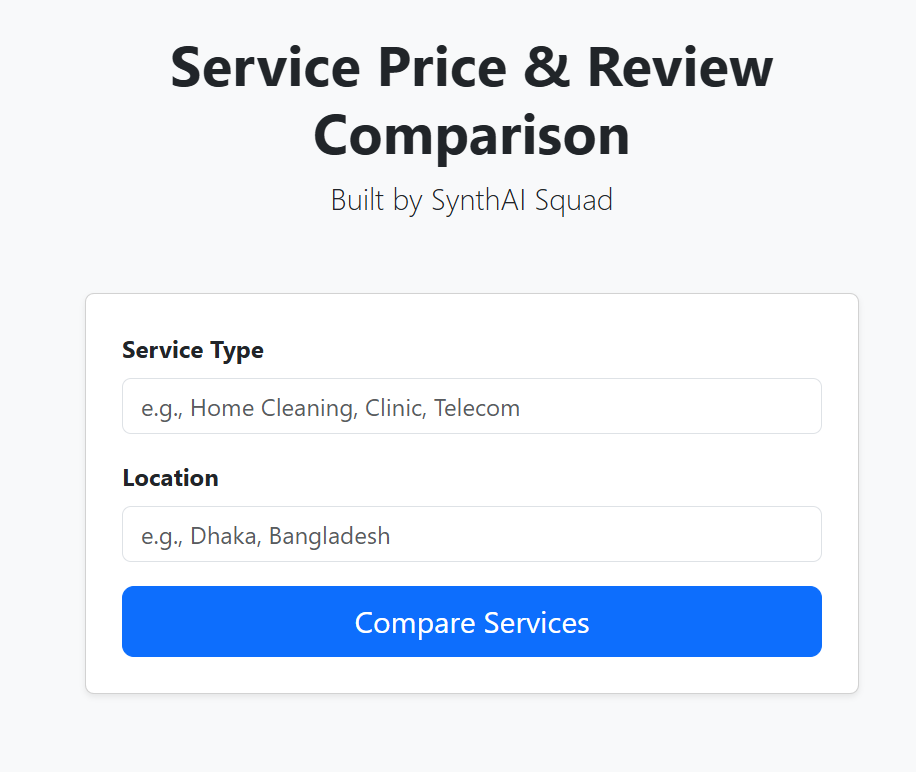 Service Price & Review
Comparison
Built by SynthAI Squad
Service Type
e.g., Home Cleaning, Clinic, Telecom
Location
e.g., Dhaka, Bangladesh
Compare Services